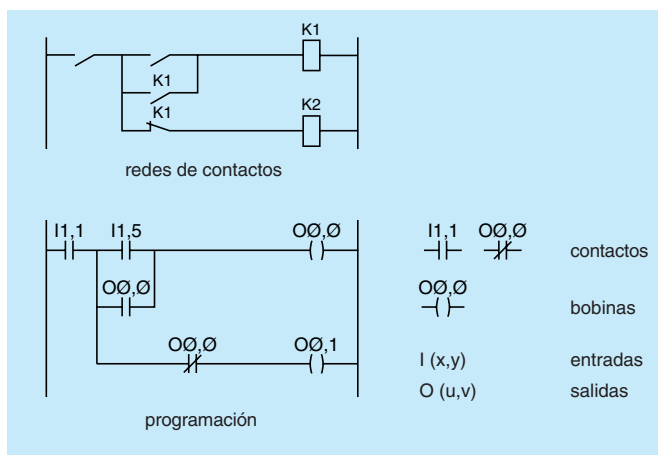 K1
K1
K1
K2
redes de contactos
I1,1 I1,5 OØ,Ø
OØ,Ø
OØ,Ø OØ,1
programación
I1,1 OØ,Ø contactos
OØ,Ø
bobinas
I (x,y) entradas
O (u,v) salidas